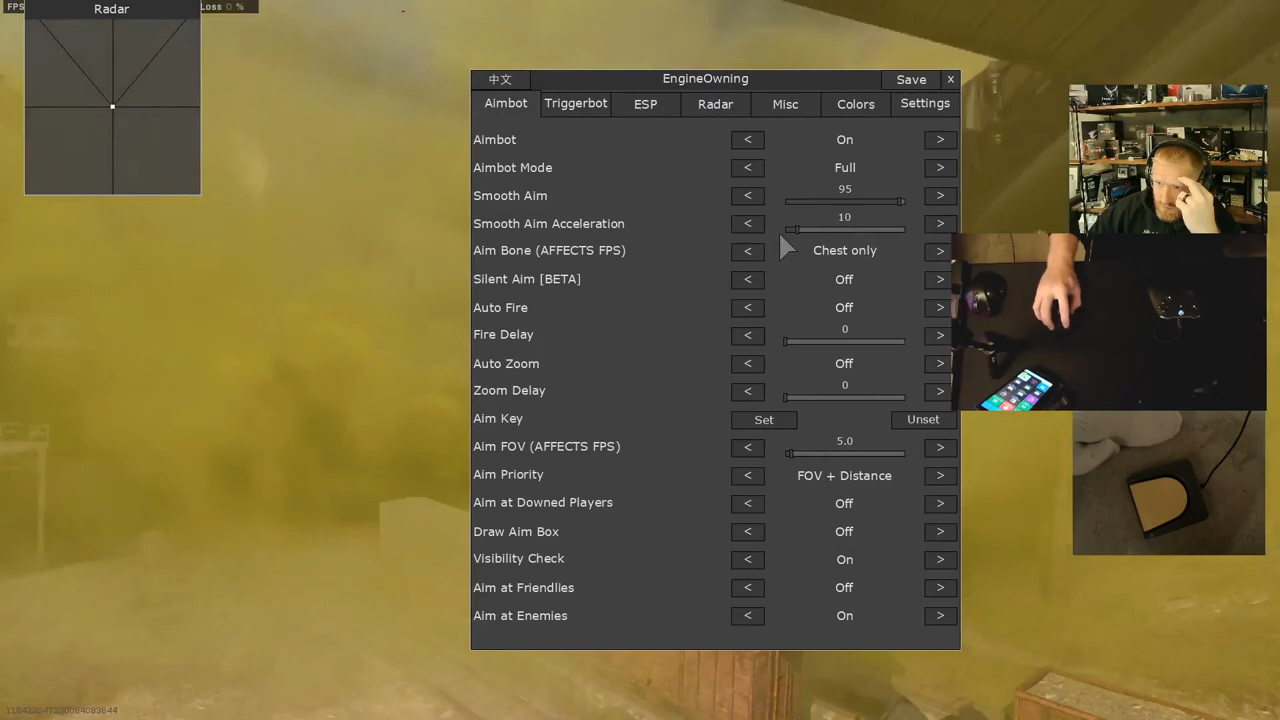 FPS Loss 0 %
Radar
中文 EngineOwning Save x
Aimbot Triggerbot ESP Radar Misc Colors Settings
Aimbot < On >
Aimbot Mode < Full >
Smooth Aim < 95 >
Smooth Aim Acceleration < 10 >
Aim Bone (AFFECTS FPS) < Chest only >
Silent Aim [BETA] < Off >
Auto Fire < Off >
Fire Delay < 0 >
Auto Zoom < Off >
Zoom Delay < 0 >
Aim Key Set Unset
Aim FOV (AFFECTS FPS) < 5.0 >
Aim Priority < FOV + Distance >
Aim at Downed Players < Off >
Draw Aim Box < Off >
Visibility Check < On >
Aim at Friendlies < Off >
Aim at Enemies < On >